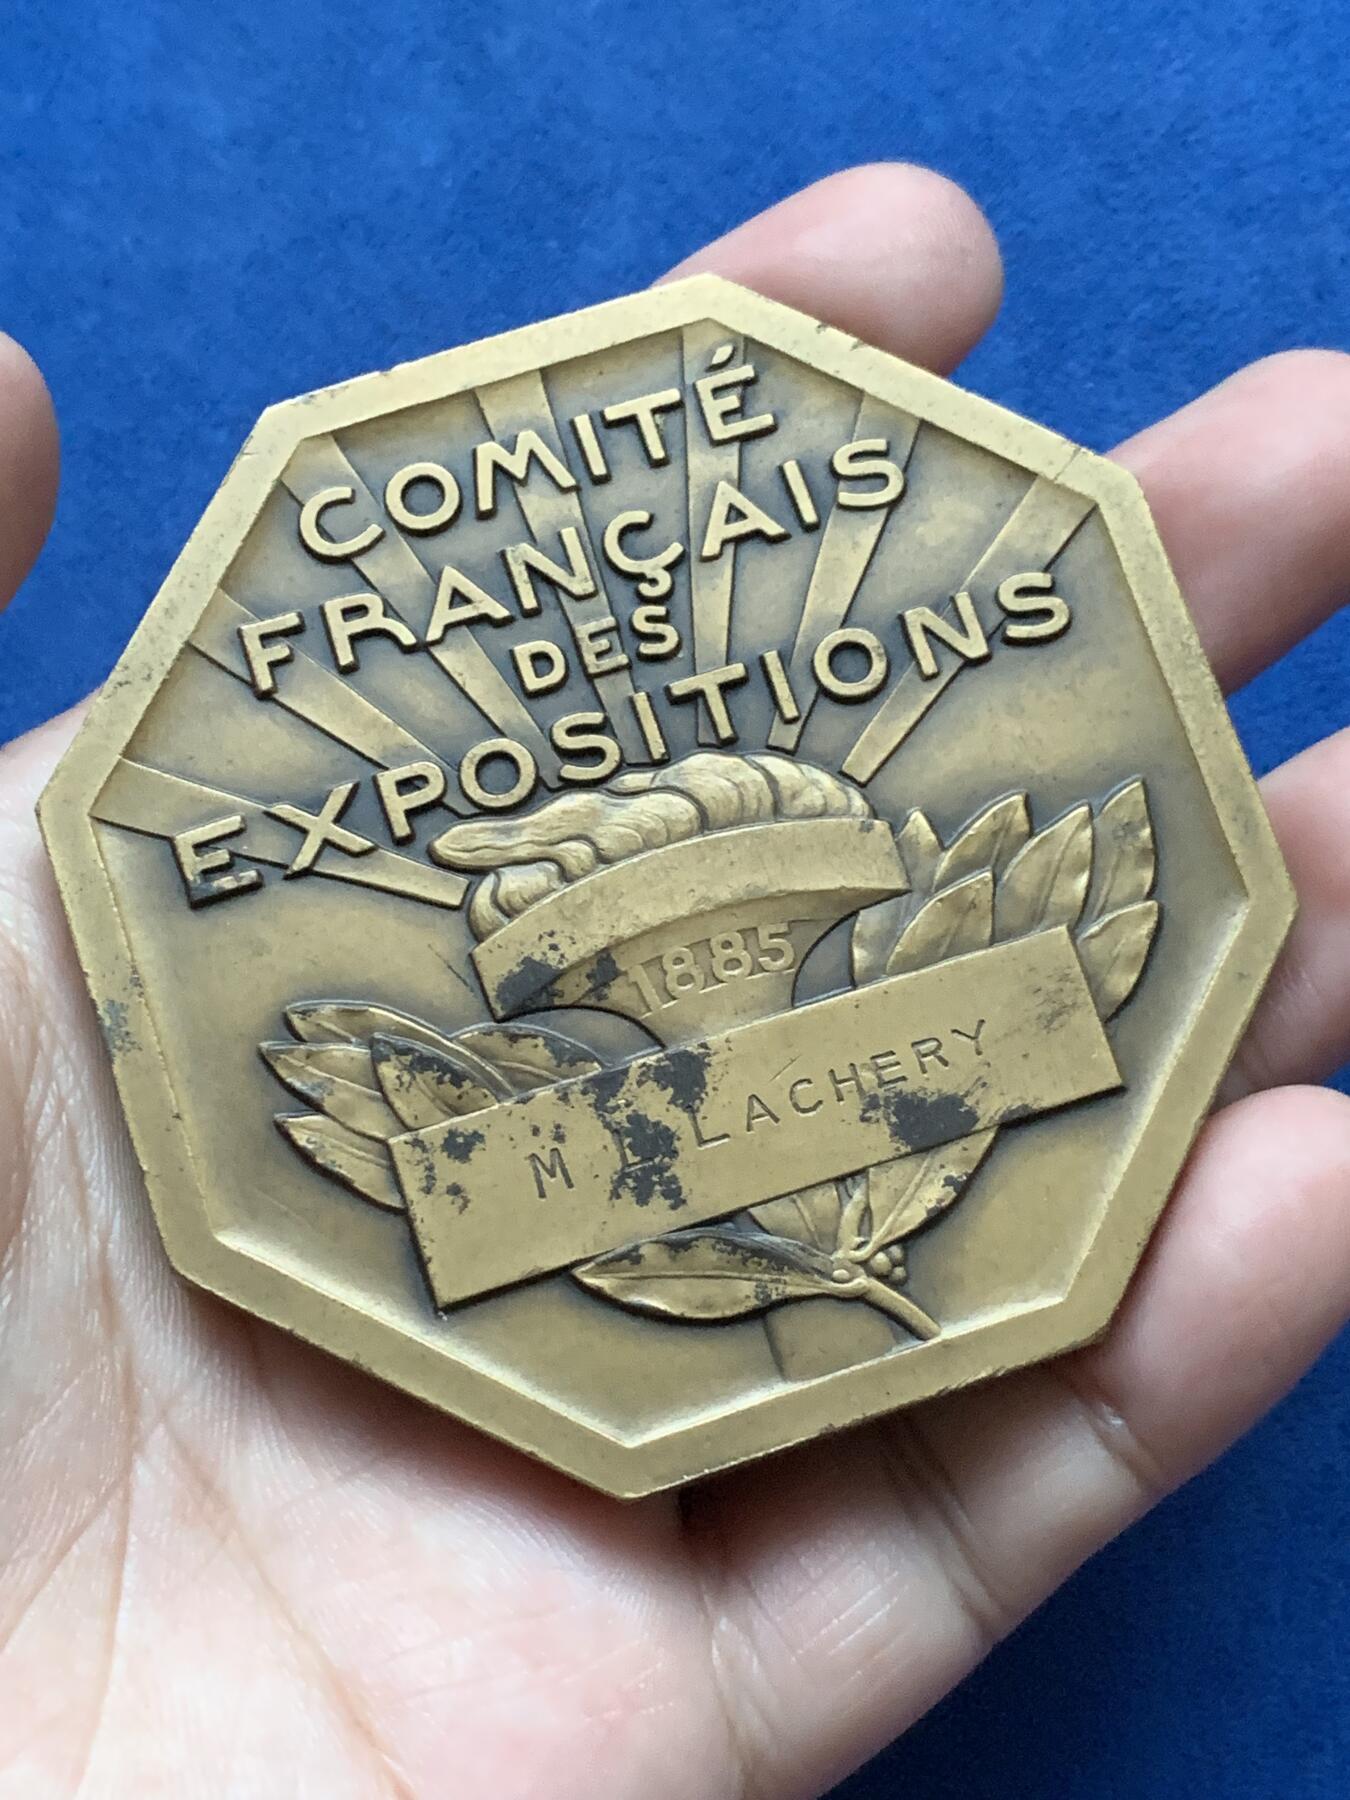 COMITÉ
FRANÇAIS
DES
EXPOSITIONS
1885
M L LACHERY